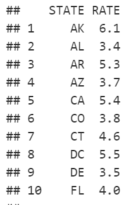 ##    STATE RATE
## 1     AK  6.1
## 2     AL  3.4
## 3     AR  5.3
## 4     AZ  3.7
## 5     CA  5.4
## 6     CO  3.8
## 7     CT  4.6
## 8     DC  5.5
## 9     DE  3.5
## 10    FL  4.0